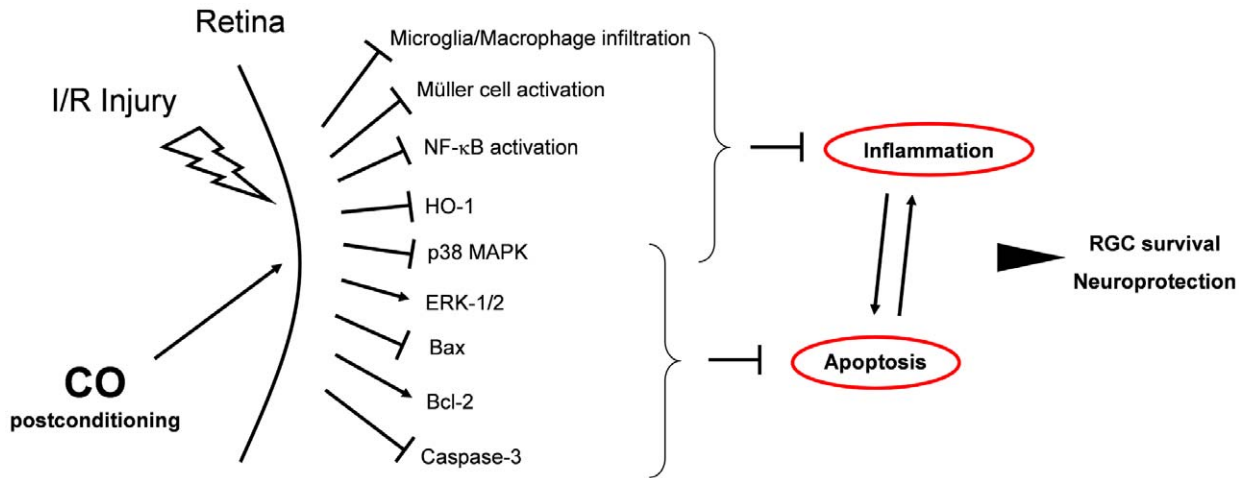 Retina
I/R Injury
CO
postconditioning
Microglia/Macrophage infiltration
Müller cell activation
NF-κB activation
HO-1
p38 MAPK
ERK-1/2
Bax
Bcl-2
Caspase-3
Inflammation
Apoptosis
RGC survival
Neuroprotection